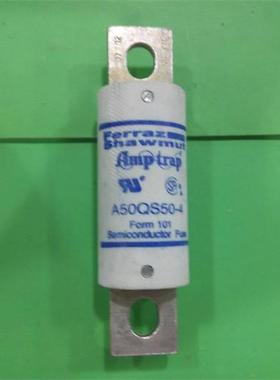 Ferraz
Shawmut
Amp-trap
A50QS50-4
Form 101
Semiconductor Fuse